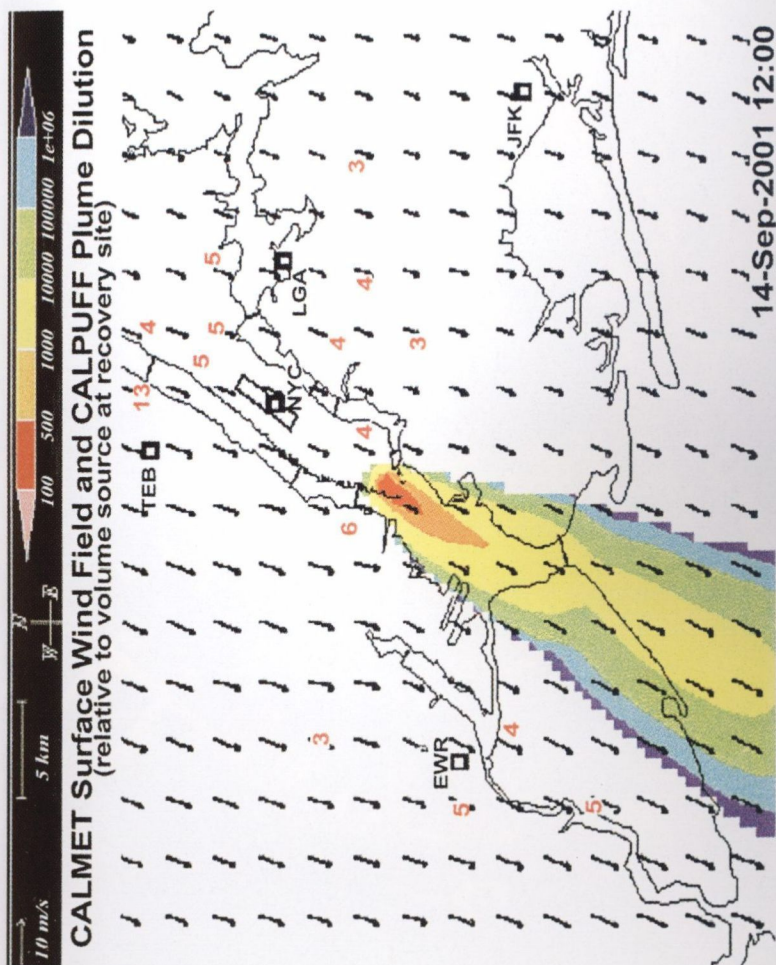 10 m/s
5 km
N
W E
100 500 1000 10000 100000 1e+06
CALMET Surface Wind Field and CALPUFF Plume Dilution
(relative to volume source at recovery site)
TEB
13
4
5
5
5
NYC
LGA
3
6
4
4
4
3
3
EWR
5
4
JFK
5
14-Sep-2001 12:00